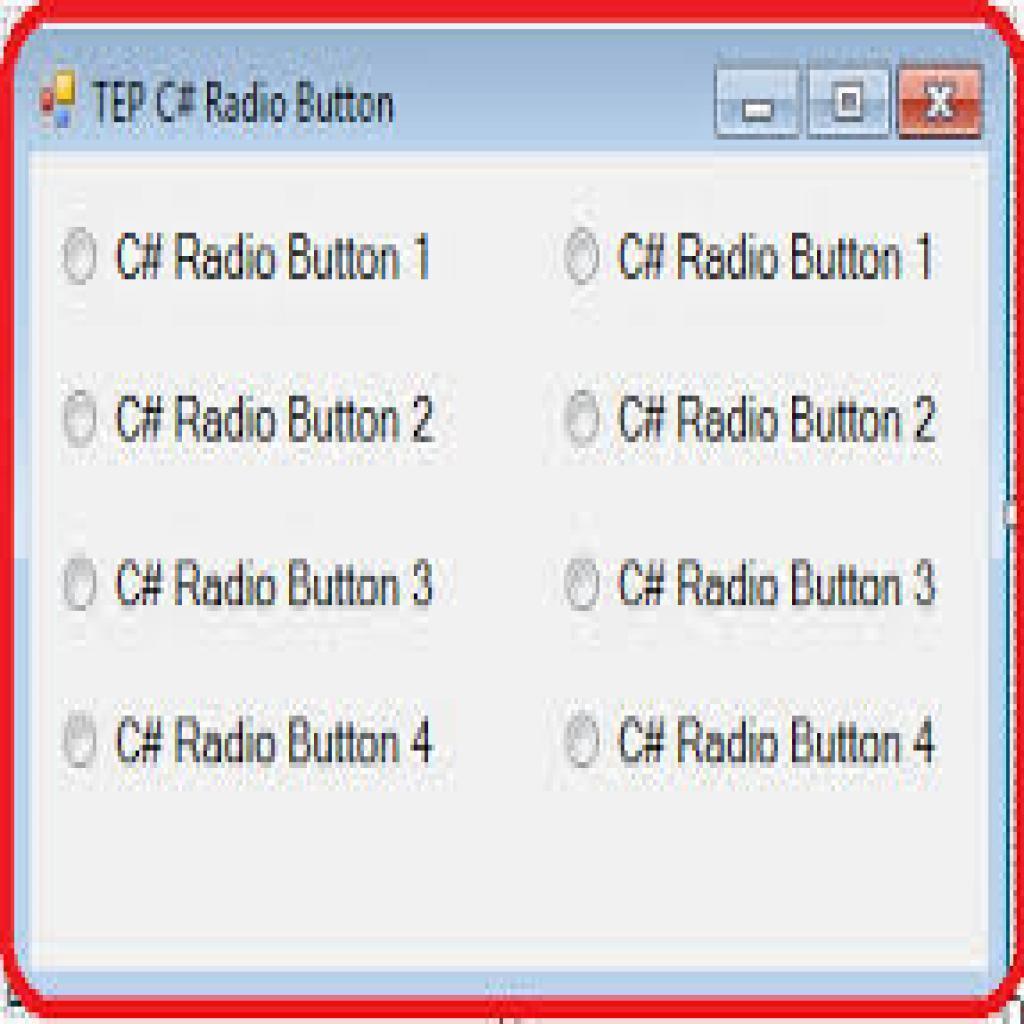 TEP C# Radio Button
C# Radio Button 1 C# Radio Button 1
C# Radio Button 2 C# Radio Button 2
C# Radio Button 3 C# Radio Button 3
C# Radio Button 4 C# Radio Button 4